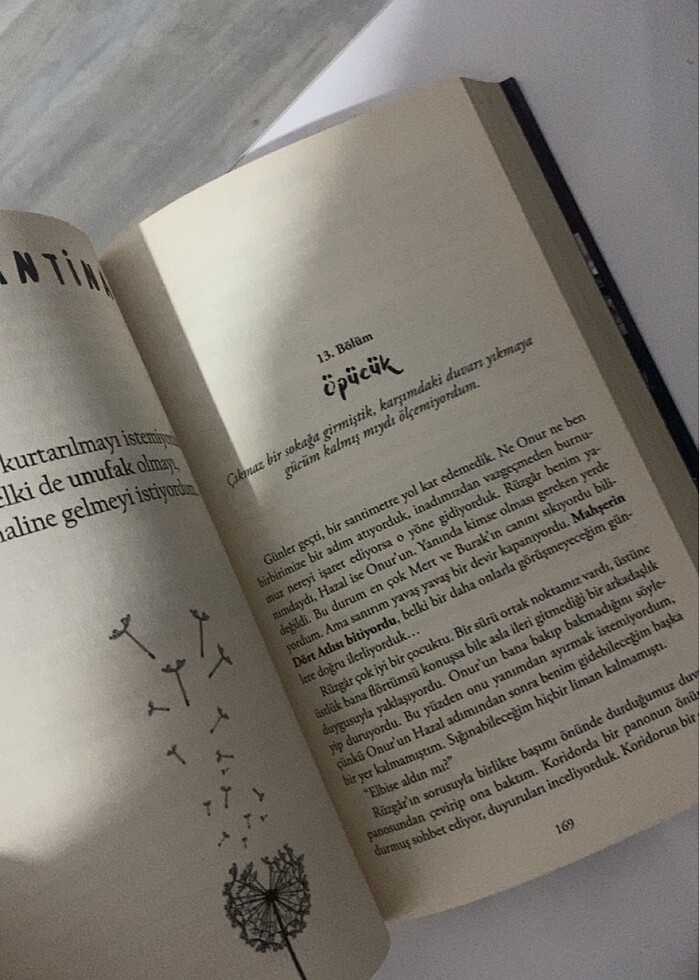 kurtarılmayı
elki de unufak olmayı,
haline gelmeyi istiyordum.
13. Bölüm
öpücük
Çıkmaz bir sokağa girmiştik, karşımdaki duvarı yıkmaya
gücüm kalmış mıydı ölçemiyordum.
Günler geçti, bir santimetre yol kat edemedik. Ne Onur ne ben
birbirimize bir adım atıyorduk, inadımızdan vazgeçmeden burnu-
muz nereyi işaret ediyorsa o yöne gidiyorduk. Rüzgâr benim ya-
nımdaydı, Hazal ise Onur'un. Yanında kimse olması gereken yerde
değildi. Bu durum en çok Mert ve Burak'ın canını sıkıyordu bili-
yordum. Ama sanırım yavaş yavaş bir devir kapanıyordu. Mahşerin
Dört Adısı bitiyordu, belki bir daha onlarla görüşmeyeceğim gün-
lere doğru ilerliyorduk...
Rüzgâr çok iyi bir çocuktu. Bir sürü ortak noktamız vardı, üstüne
üstlük bana flörtümsü konuşsa bile asla ileri gitmediği bir arkadaşlık
duygusuyla yaklaşıyordu. Onur'un bana bakıp bakmadığını söyle-
yip duruyordu. Bu yüzden onu yanımdan ayırmak istemiyordum,
çünkü Onur'un Hazal adımından sonra benim gidebileceğim başka
bir yer kalmamıştım. Sığınabileceğim hiçbir liman kalmamıştı.
"Elbise aldın mı?"
Rüzgâr'ın sorusuyla birlikte başımı önünde durduğumuz
panosundan çevirip ona baktım. Koridorda bir panonun
durmuş sohbet ediyor, duyuruları inceliyorduk. Koridorun bir
169